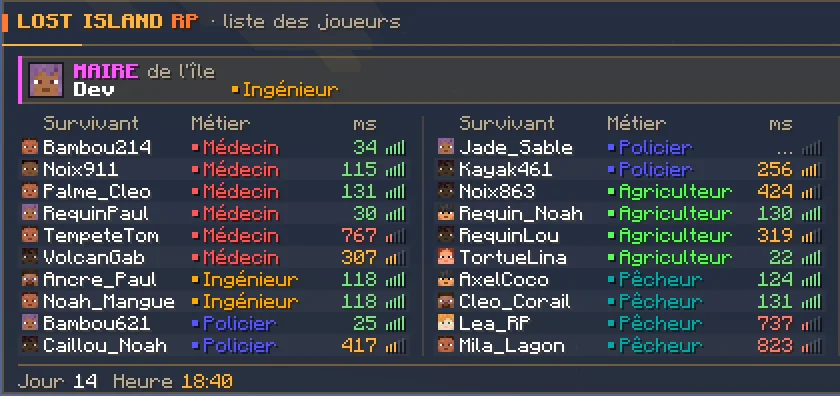 LOST ISLAND RP · liste des joueurs
MAIRE de l'île
Dev ▪Ingénieur
Survivant Métier ms
Bambou214 ▪Médecin 34
Noix911 ▪Médecin 115
Palme_Cleo ▪Médecin 131
RequinPaul ▪Médecin 30
TempeteTom ▪Médecin 767
VolcanGab ▪Médecin 307
Ancre_Paul ▪Ingénieur 118
Noah_Mangue ▪Ingénieur 118
Bambou621 ▪Policier 25
Caillou_Noah ▪Policier 417
Survivant Métier ms
Jade_Sable ▪Policier ...
Kayak461 ▪Policier 256
Noix863 ▪Agriculteur 424
Requin_Noah ▪Agriculteur 130
RequinLou ▪Agriculteur 319
TortueLina ▪Agriculteur 22
AxelCoco ▪Pêcheur 124
Cleo_Corail ▪Pêcheur 131
Lea_RP ▪Pêcheur 737
Mila_Lagon ▪Pêcheur 823
Jour 14 Heure 18:40